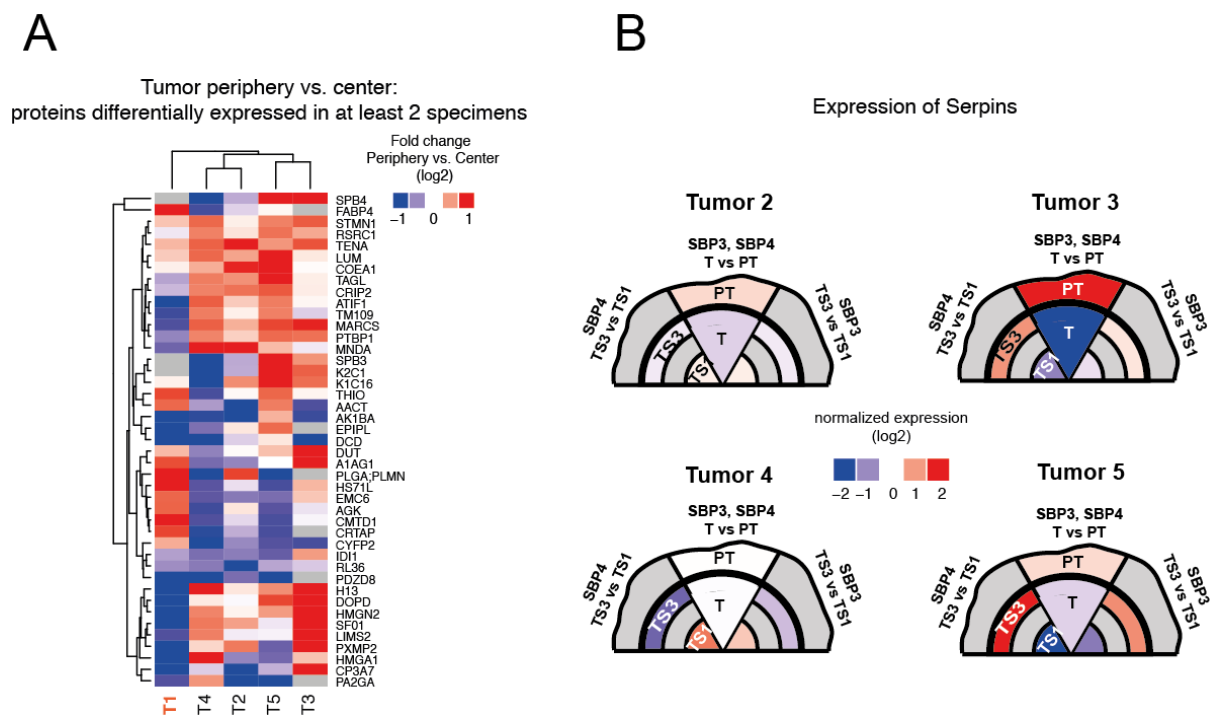 A
Tumor periphery vs. center:
proteins differentially expressed in at least 2 specimens
Fold change
Periphery vs. Center
(log2)
−1 0 1
SPB4
FABP4
STMN1
RSRC1
TENA
LUM
COEA1
TAGL
CRIP2
ATIF1
TM109
MARCS
PTBP1
MNDA
SPB3
K2C1
K1C16
THIO
AACT
AK1BA
EPIPL
DCD
DUT
A1AG1
PLGA;PLMN
HS71L
EMC6
AGK
CMTD1
CRTAP
CYFP2
IDI1
RL36
PDZD8
H13
DOPD
HMGN2
SF01
LIMS2
PXMP2
HMGA1
CP3A7
PA2GA
T1 T4 T2 T5 T3
B
Expression of Serpins
Tumor 2
SBP3, SBP4
T vs PT
SBP4
TS3 vs TS1
SBP3
TS3 vs TS1
PT
TS3
T
TS1
Tumor 3
SBP3, SBP4
T vs PT
SBP4
TS3 vs TS1
SBP3
TS3 vs TS1
PT
TS3
T
TS1
normalized expression
(log2)
−2 −1 0 1 2
Tumor 4
SBP3, SBP4
T vs PT
SBP4
TS3 vs TS1
SBP3
TS3 vs TS1
PT
TS3
T
TS1
Tumor 5
SBP3, SBP4
T vs PT
SBP4
TS3 vs TS1
SBP3
TS3 vs TS1
PT
TS3
T
TS1